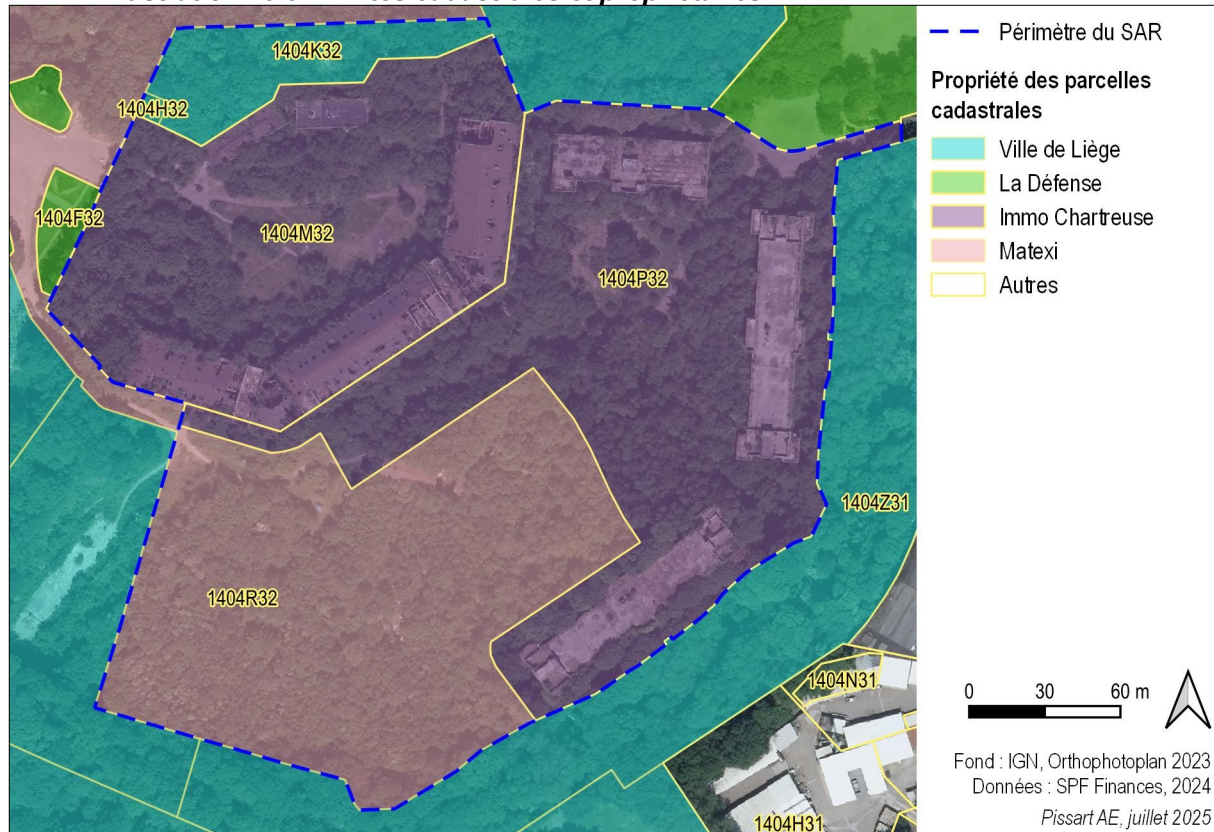 1404K32
Périmètre du SAR
Propriété des parcelles
cadastrales
1404H32
Ville de Liège
La Défense
1404F32
Immo Chartreuse
1404M32
Matexi
1404P32
Autres
1404Z31
1404R32
1404N31
0 30 60 m
Fond : IGN, Orthophotoplan 2023
Données : SPF Finances, 2024
Pissart AE, juillet 2025
1404H31